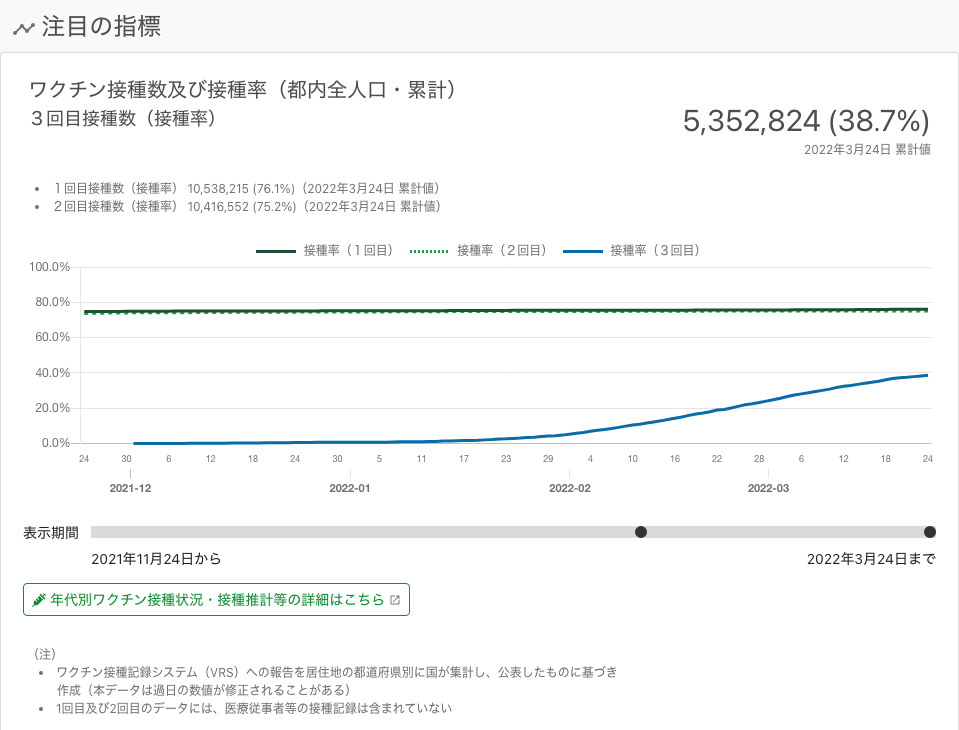 注目の指標
ワクチン接種数及び接種率（都内全人口・累計）
３回目接種数（接種率）
5,352,824 (38.7%)
2022年3月24日 累計値
１回目接種数（接種率） 10,538,215 (76.1%)（2022年3月24日 累計値）
２回目接種数（接種率） 10,416,552 (75.2%)（2022年3月24日 累計値）
接種率（１回目） 接種率（２回目） 接種率（３回目）
100.0%
80.0%
60.0%
40.0%
20.0%
0.0%
24 30 6 12 18 24 30 5 11 17 23 29 4 10 16 22 28 6 12 18 24
2021-12 2022-01 2022-02 2022-03
表示期間
2021年11月24日から 2022年3月24日まで
年代別ワクチン接種状況・接種推計等の詳細はこちら
（注）
ワクチン接種記録システム（VRS）への報告を居住地の都道府県別に国が集計し、公表したものに基づき
作成（本データは過日の数値が修正されることがある）
1回目及び2回目のデータには、医療従事者等の接種記録は含まれていない